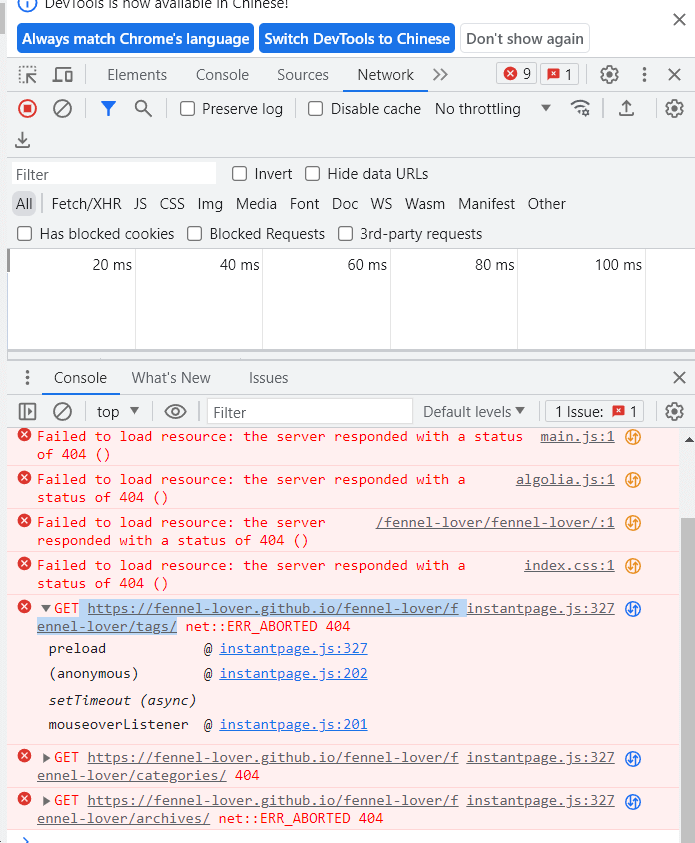 DevTools is now available in Chinese!
Always match Chrome's language Switch DevTools to Chinese Don't show again
Elements Console Sources Network 9 1
Preserve log Disable cache No throttling
Filter Invert Hide data URLs
All Fetch/XHR JS CSS Img Media Font Doc WS Wasm Manifest Other
Has blocked cookies Blocked Requests 3rd-party requests
20 ms 40 ms 60 ms 80 ms 100 ms
Console What's New Issues
top Filter Default levels 1 Issue: 1
Failed to load resource: the server responded with a status main.js:1
of 404 ()
Failed to load resource: the server responded with a algolia.js:1
status of 404 ()
Failed to load resource: the server /fennel-lover/fennel-lover/:1
responded with a status of 404 ()
Failed to load resource: the server responded with a index.css:1
status of 404 ()
GET https://fennel-lover.github.io/fennel-lover/f instantpage.js:327
ennel-lover/tags/ net::ERR_ABORTED 404
preload @ instantpage.js:327
(anonymous) @ instantpage.js:202
setTimeout (async)
mouseoverListener @ instantpage.js:201
GET https://fennel-lover.github.io/fennel-lover/f instantpage.js:327
ennel-lover/categories/ 404
GET https://fennel-lover.github.io/fennel-lover/f instantpage.js:327
ennel-lover/archives/ net::ERR_ABORTED 404